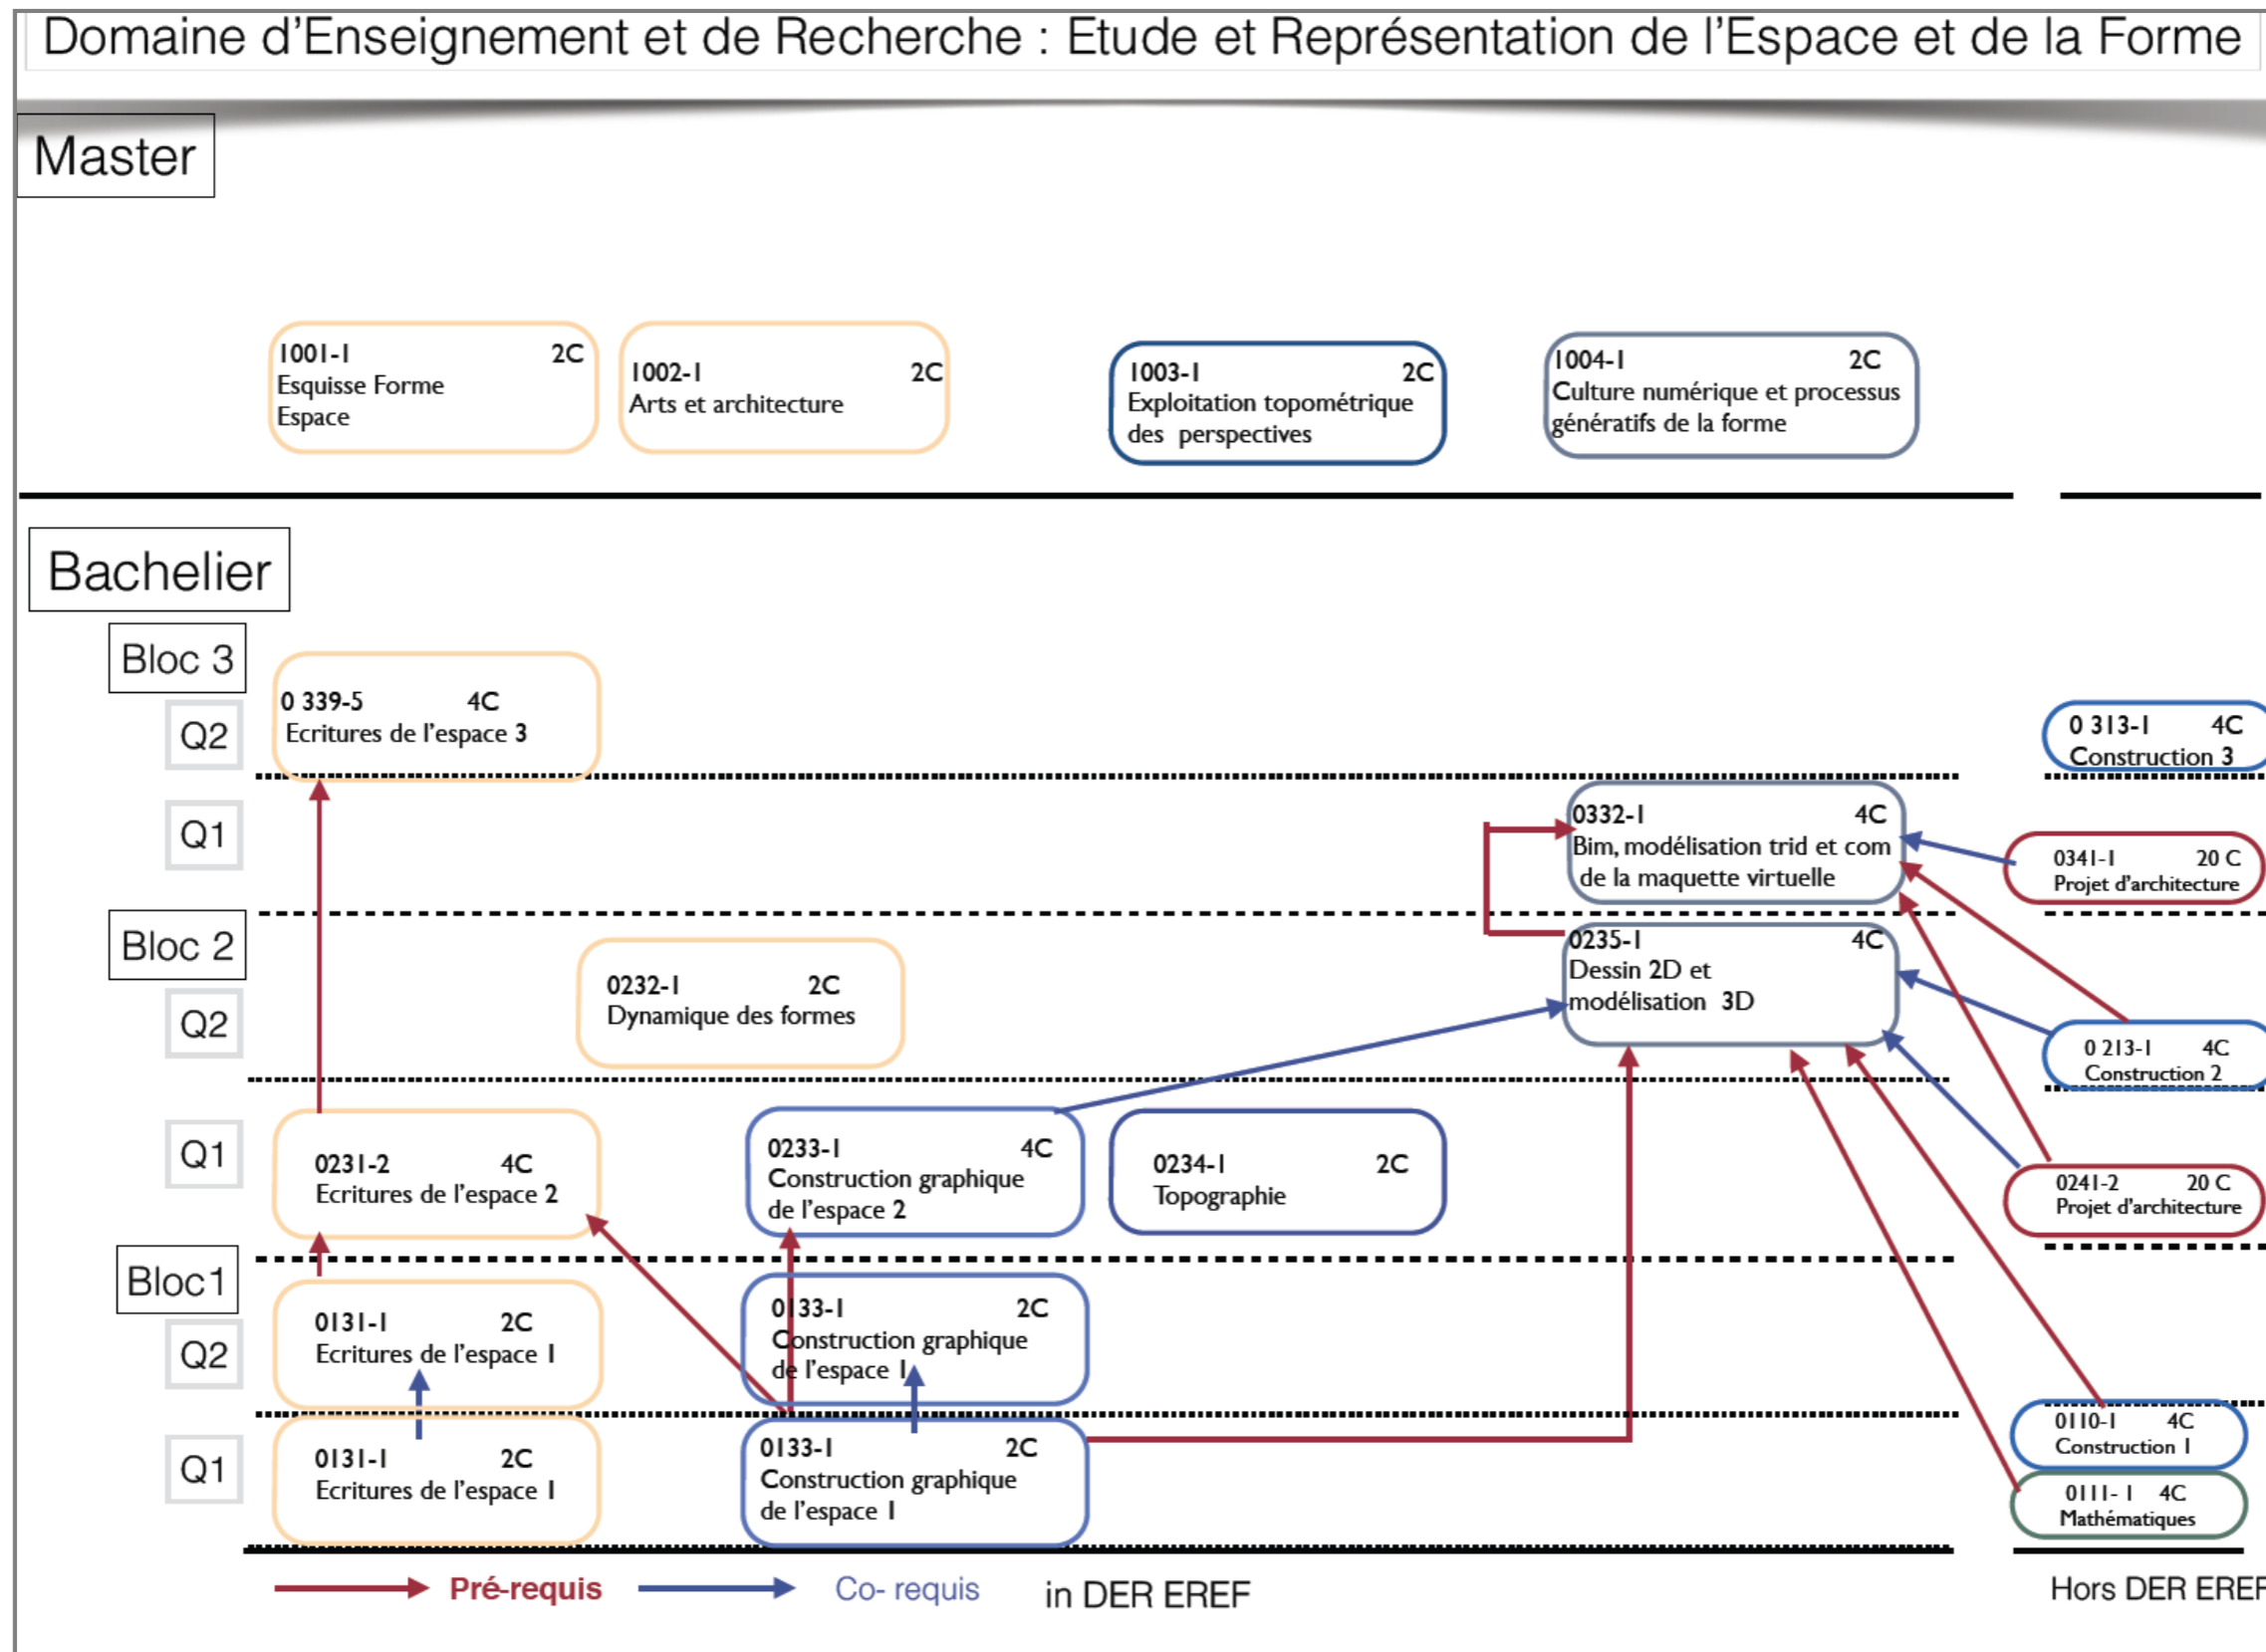 Domaine d'Enseignement et de Recherche : Etude et Représentation de l'Espace et de la Forme
Master
1001-1 2C
Esquisse Forme
Espace
1002-1 2C
Arts et architecture
1003-1 2C
Exploitation topométrique
des perspectives
1004-1 2C
Culture numérique et processus
génératifs de la forme
Bachelier
Bloc 3
Q2
0 339-5 4C
Ecritures de l'espace 3
0 313-1 4C
Construction 3
Q1
0332-1 4C
Bim, modélisation trid et com
de la maquette virtuelle
0341-1 20 C
Projet d'architecture
Bloc 2
Q2
0232-1 2C
Dynamique des formes
0235-1 4C
Dessin 2D et
modélisation 3D
0 213-1 4C
Construction 2
Q1
0231-2 4C
Ecritures de l'espace 2
0233-1 4C
Construction graphique
de l'espace 2
0234-1 2C
Topographie
0241-2 20 C
Projet d'architecture
Bloc1
Q2
0131-1 2C
Ecritures de l'espace 1
0133-1 2C
Construction graphique
de l'espace 1
Q1
0131-1 2C
Ecritures de l'espace 1
0133-1 2C
Construction graphique
de l'espace 1
0110-1 4C
Construction 1
0111- 1 4C
Mathématiques
Pré-requis Co- requis in DER EREF
Hors DER EREF